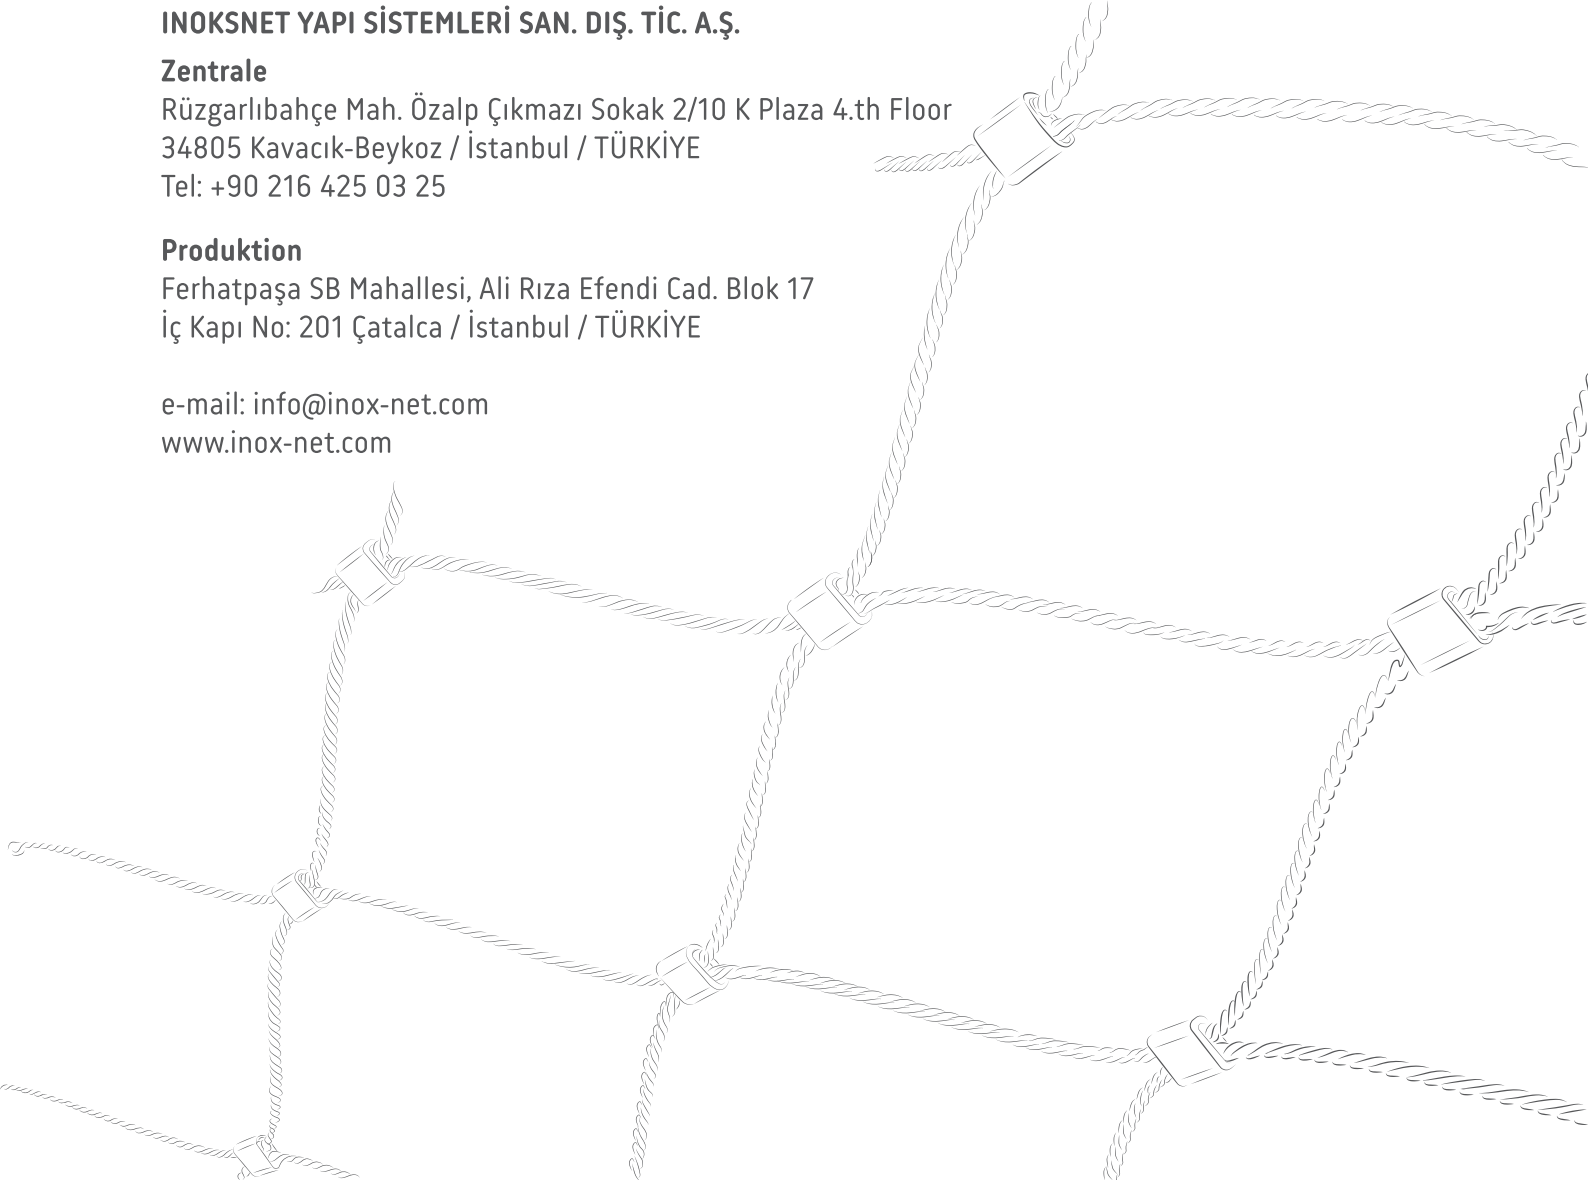 INOKSNET YAPI SİSTEMLERİ SAN. DIŞ. TİC. A.Ş.
Zentrale
Rüzgarlıbahçe Mah. Özalp Çıkmazı Sokak 2/10 K Plaza 4.th Floor
34805 Kavacık-Beykoz / İstanbul / TÜRKİYE
Tel: +90 216 425 03 25
Produktion
Ferhatpaşa SB Mahallesi, Ali Rıza Efendi Cad. Blok 17
İç Kapı No: 201 Çatalca / İstanbul / TÜRKİYE
e-mail: info@inox-net.com
www.inox-net.com